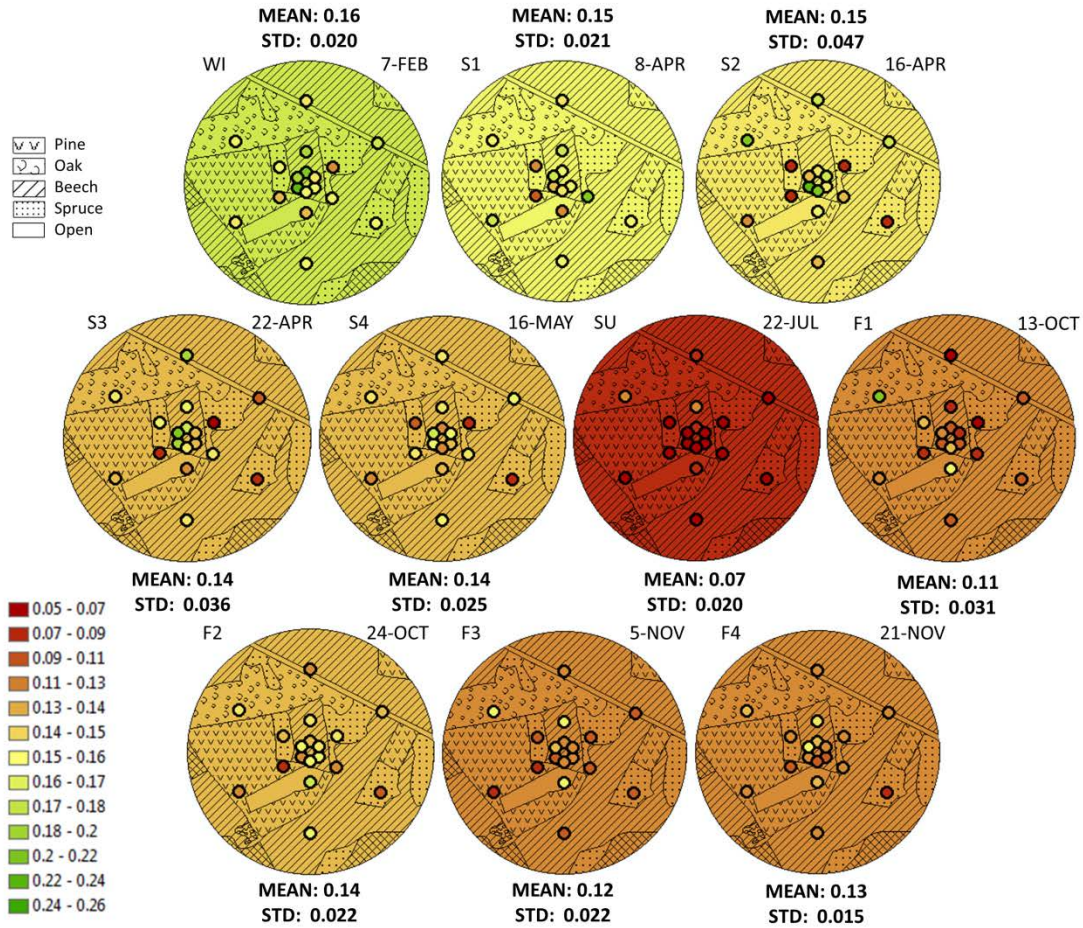 MEAN: 0.16
STD: 0.020
MEAN: 0.15
STD: 0.021
MEAN: 0.15
STD: 0.047
WI
7-FEB
S1
8-APR
S2
16-APR
Pine
Oak
Beech
Spruce
Open
S3
22-APR
S4
16-MAY
SU
22-JUL
F1
13-OCT
MEAN: 0.14
STD: 0.036
MEAN: 0.14
STD: 0.025
MEAN: 0.07
STD: 0.020
MEAN: 0.11
STD: 0.031
0.05 - 0.07
0.07 - 0.09
0.09 - 0.11
0.11 - 0.13
0.13 - 0.14
0.14 - 0.15
0.15 - 0.16
0.16 - 0.17
0.17 - 0.18
0.18 - 0.2
0.2 - 0.22
0.22 - 0.24
0.24 - 0.26
F2
24-OCT
F3
5-NOV
F4
21-NOV
MEAN: 0.14
STD: 0.022
MEAN: 0.12
STD: 0.022
MEAN: 0.13
STD: 0.015